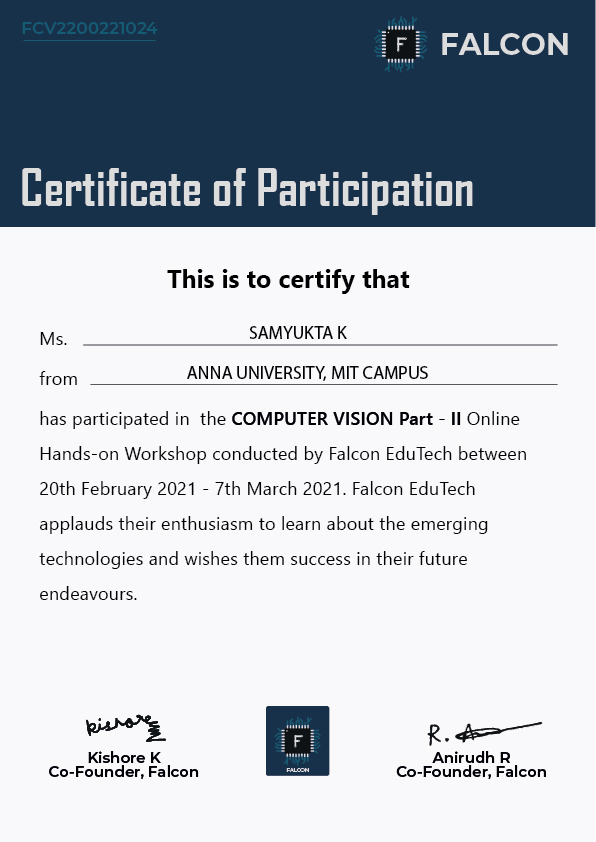 FCV2200221024
F
FALCON
Certificate of Participation
This is to certify that
Ms. SAMYUKTA K
from ANNA UNIVERSITY, MIT CAMPUS
has participated in the COMPUTER VISION Part - II Online
Hands-on Workshop conducted by Falcon EduTech between
20th February 2021 - 7th March 2021. Falcon EduTech
applauds their enthusiasm to learn about the emerging
technologies and wishes them success in their future
endeavours.
kishore
Kishore K
Co-Founder, Falcon
F
FALCON
R. A
Anirudh R
Co-Founder, Falcon